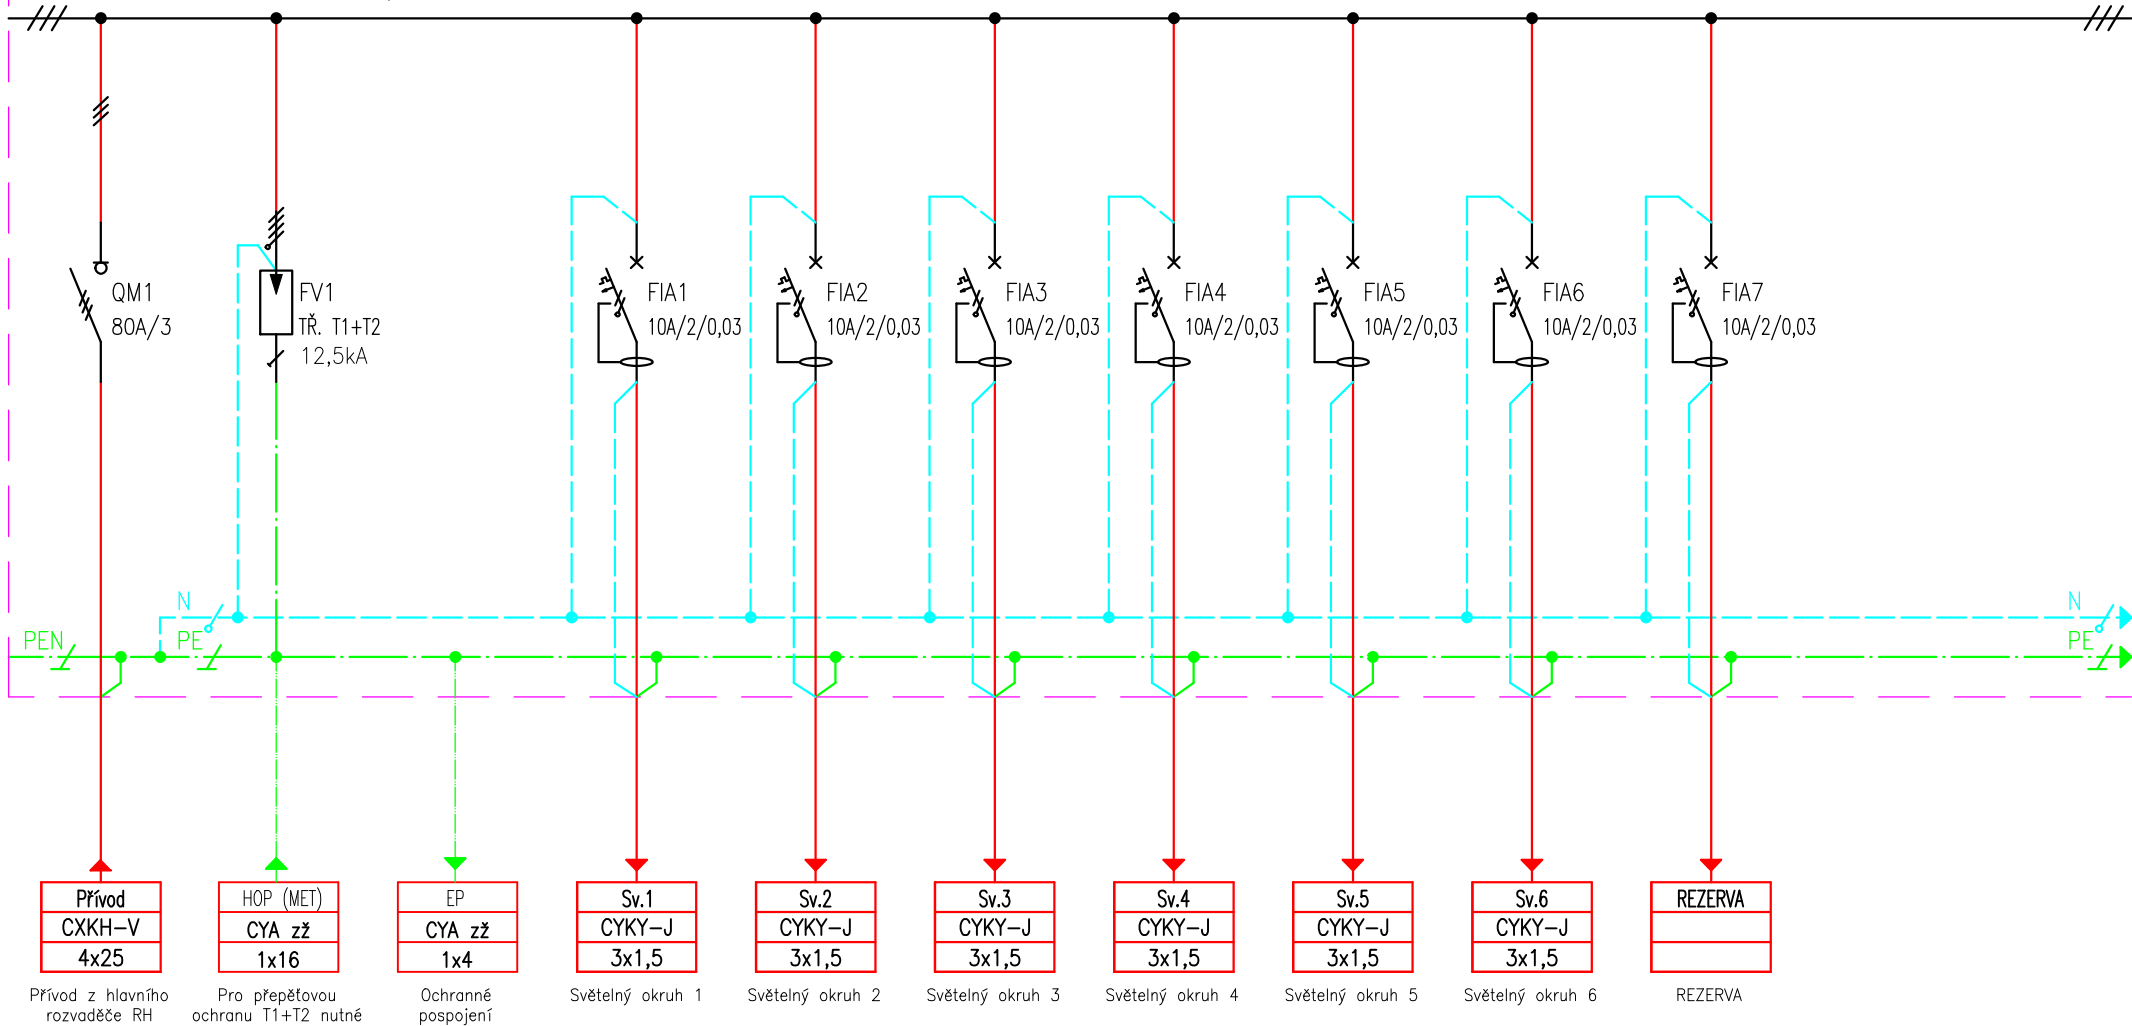 QM1
80A/3
FV1
TŘ. T1+T2
12,5kA
FIA1
10A/2/0,03
FIA2
10A/2/0,03
FIA3
10A/2/0,03
FIA4
10A/2/0,03
FIA5
10A/2/0,03
FIA6
10A/2/0,03
FIA7
10A/2/0,03
N
N
PEN
PE
PE
Přívod
CXKH-V
4x25
Přívod z hlavního
rozvaděče RH
HOP (MET)
CYA zž
1x16
Pro přepěťovou
ochranu T1+T2 nutné
EP
CYA zž
1x4
Ochranné
pospojení
Sv.1
CYKY-J
3x1,5
Světelný okruh 1
Sv.2
CYKY-J
3x1,5
Světelný okruh 2
Sv.3
CYKY-J
3x1,5
Světelný okruh 3
Sv.4
CYKY-J
3x1,5
Světelný okruh 4
Sv.5
CYKY-J
3x1,5
Světelný okruh 5
Sv.6
CYKY-J
3x1,5
Světelný okruh 6
REZERVA
REZERVA